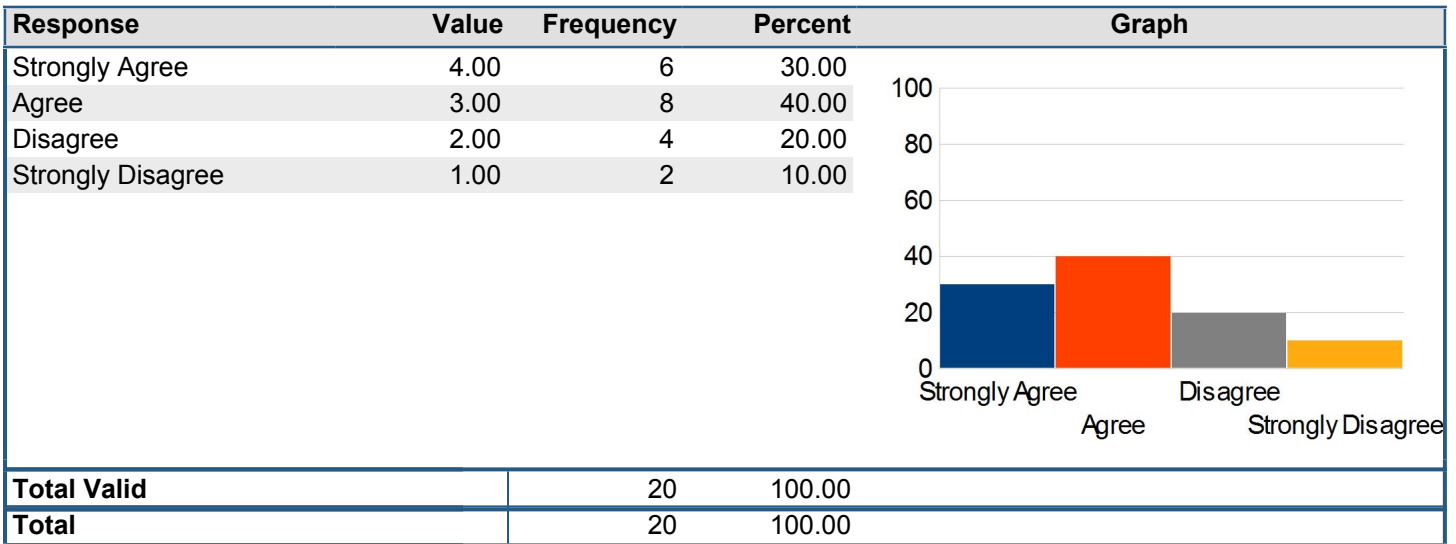 Response Value Frequency Percent Graph
Strongly Agree 4.00 6 30.00
Agree 3.00 8 40.00
Disagree 2.00 4 20.00
Strongly Disagree 1.00 2 10.00
100
80
60
40
20
0
Strongly Agree Disagree
Agree Strongly Disagree
Total Valid 20 100.00
Total 20 100.00